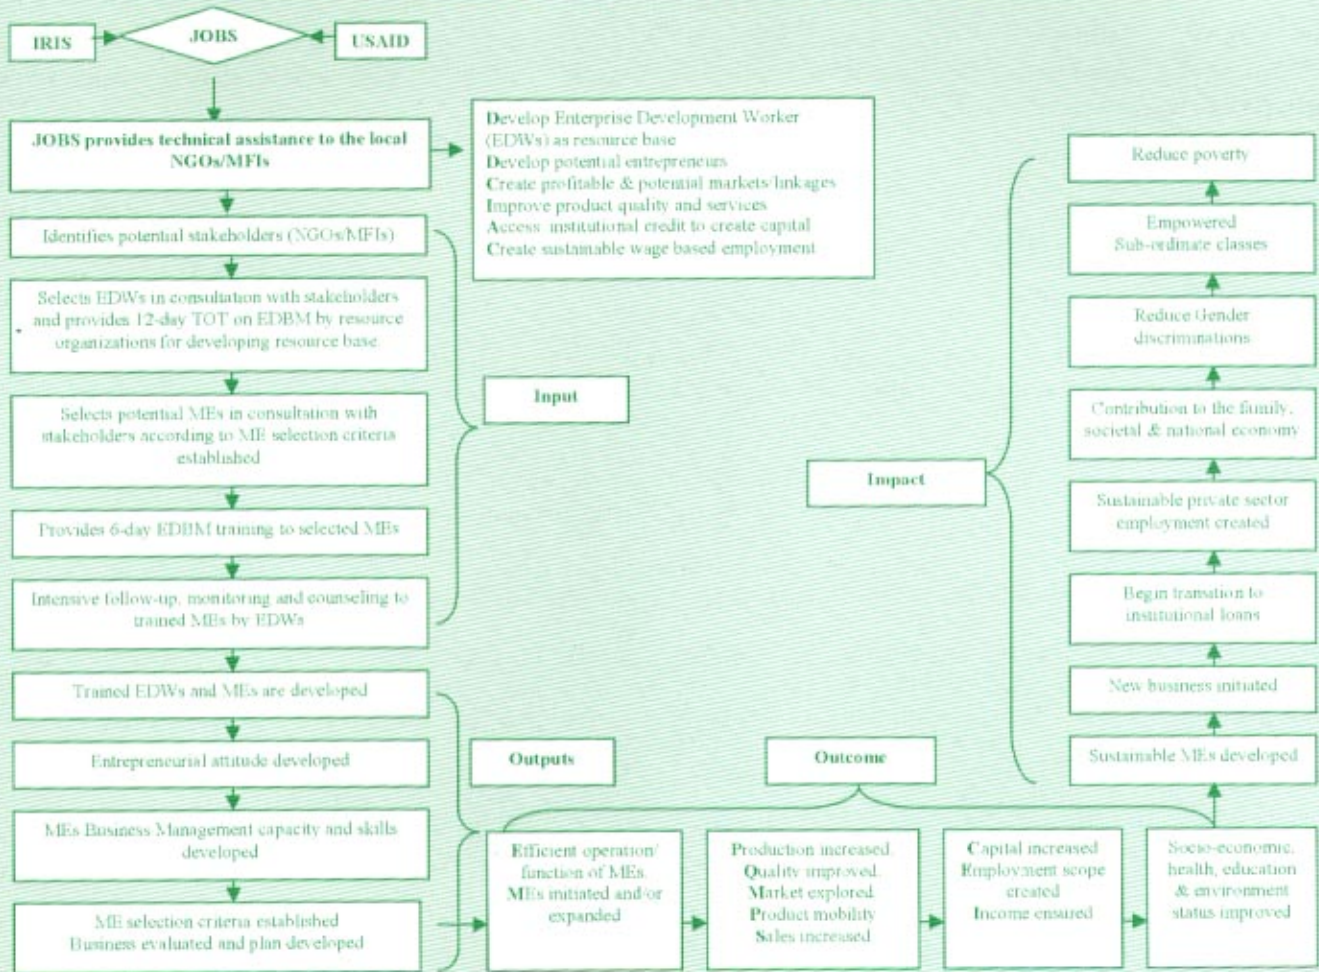 IRIS
JOBS
USAID
JOBS provides technical assistance to the local
NGOs/MFIs
Develop Enterprise Development Worker
(EDWs) as resource base
Develop potential entrepreneurs
Create profitable & potential markets/linkages
Improve product quality and services
Access institutional credit to create capital
Create sustainable wage based employment
Identifies potential stakeholders (NGOs/MFIs)
Selects EDWs in consultation with stakeholders
and provides 12-day TOT on EDBM by resource
organizations for developing resource base.
Selects potential MEs in consultation with
stakeholders according to ME selection criteria
established
Provides 6-day EDBM training to selected MEs
Intensive follow-up, monitoring and counseling to
trained MEs by EDWs
Input
Trained EDWs and MEs are developed
Entrepreneurial attitude developed
MEs Business Management capacity and skills
developed
ME selection criteria established
Business evaluated and plan developed
Outputs
Outcome
Efficient operation/
function of MEs.
MEs initiated and/or
expanded
Production increased.
Quality improved.
Market explored
Product mobility
Sales increased
Capital increased
Employment scope
created
Income ensured
Socio-economic,
health, education
& environment
status improved
Impact
Reduce poverty
Empowered
Sub-ordinate classes
Reduce Gender
discriminations
Contribution to the family,
societal & national economy
Sustainable private sector
employment created
Begin transition to
institutional loans
New business initiated
Sustainable MEs developed